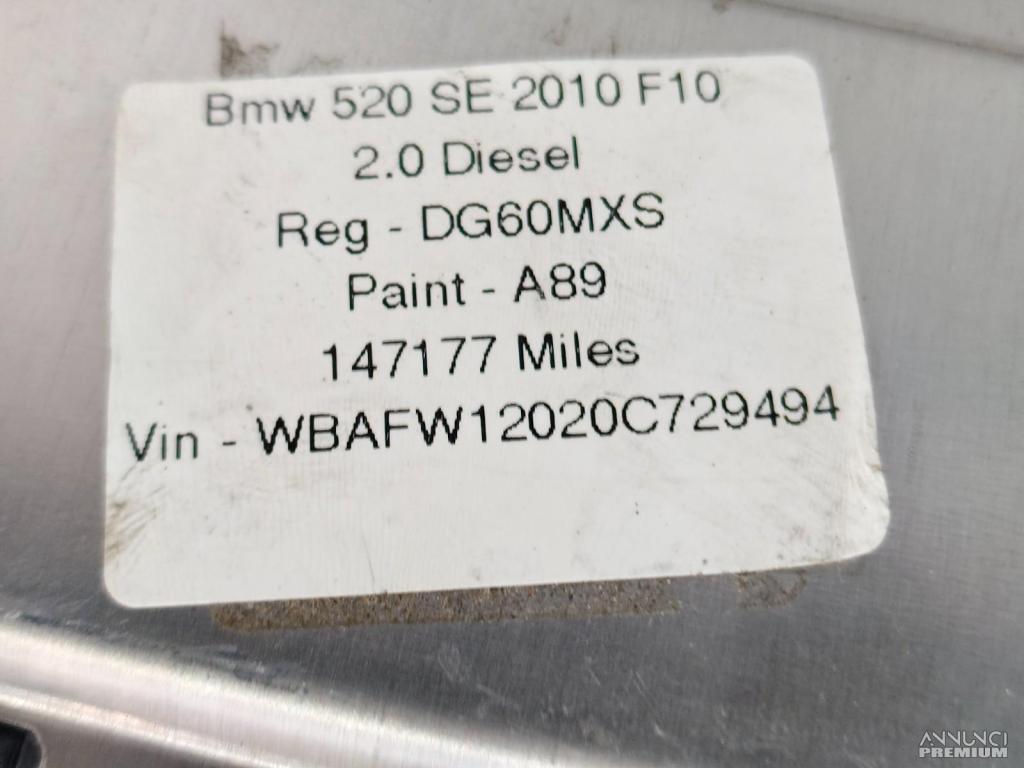 Bmw 520 SE 2010 F10
2.0 Diesel
Reg - DG60MXS
Paint - A89
147177 Miles
Vin - WBAFW12020C729494
ANNUNCI
PREMIUM